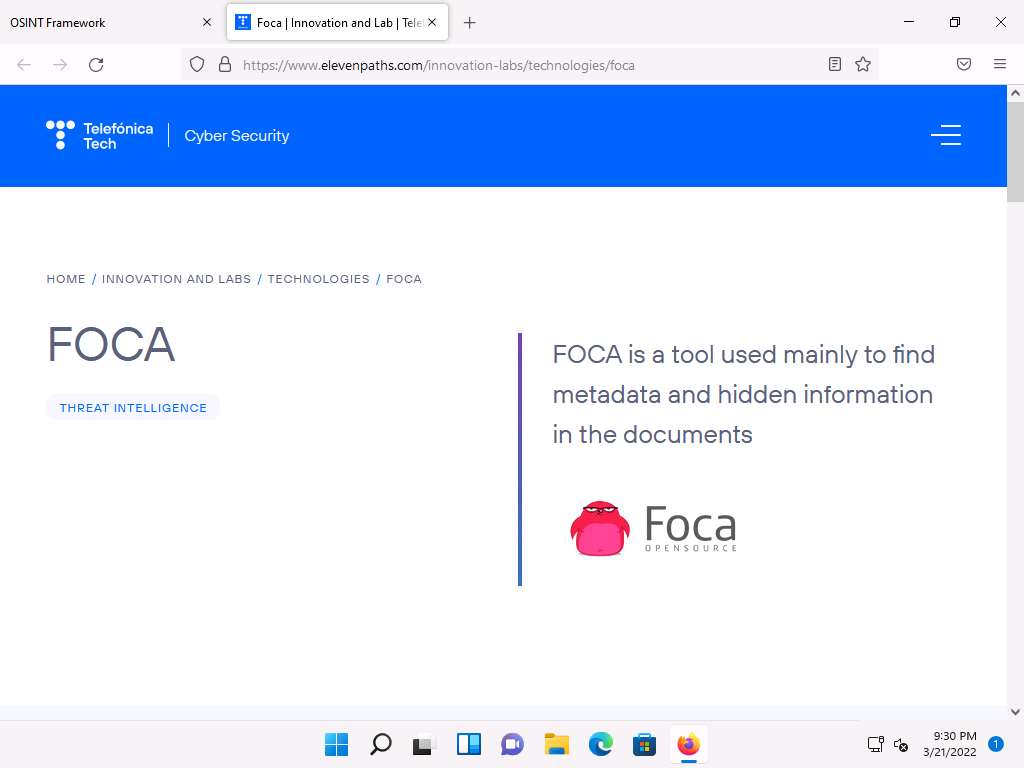 OSINT Framework
Foca | Innovation and Lab | Tele
https://www.elevenpaths.com/innovation-labs/technologies/foca
Telefónica
Tech
Cyber Security
HOME / INNOVATION AND LABS / TECHNOLOGIES / FOCA
FOCA
THREAT INTELLIGENCE
FOCA is a tool used mainly to find
metadata and hidden information
in the documents
Foca
OPENSOURCE
9:30 PM
3/21/2022
1